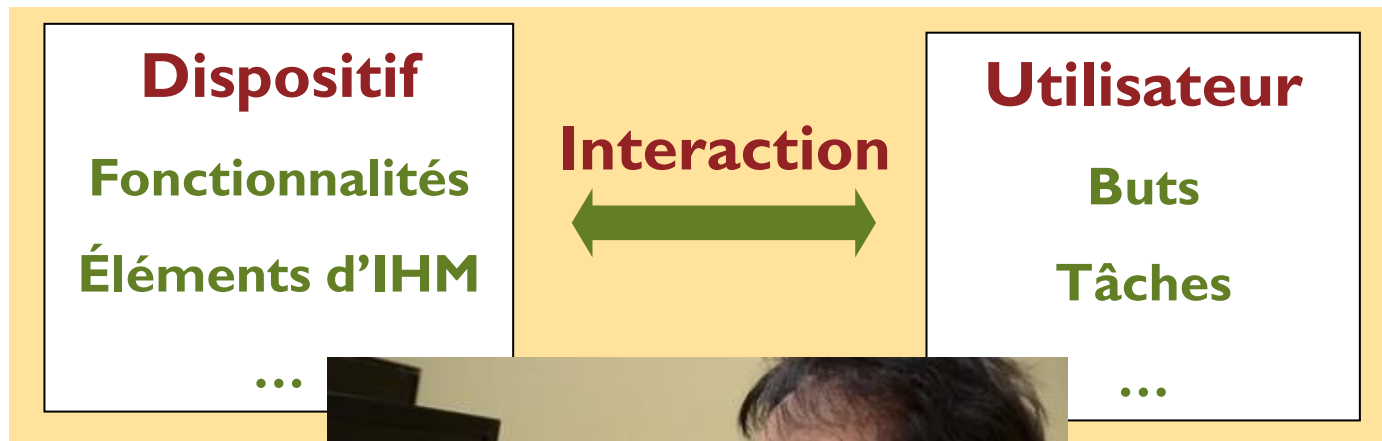 Dispositif
Fonctionnalités
Éléments d’IHM
...
Interaction
Utilisateur
Buts
Tâches
...